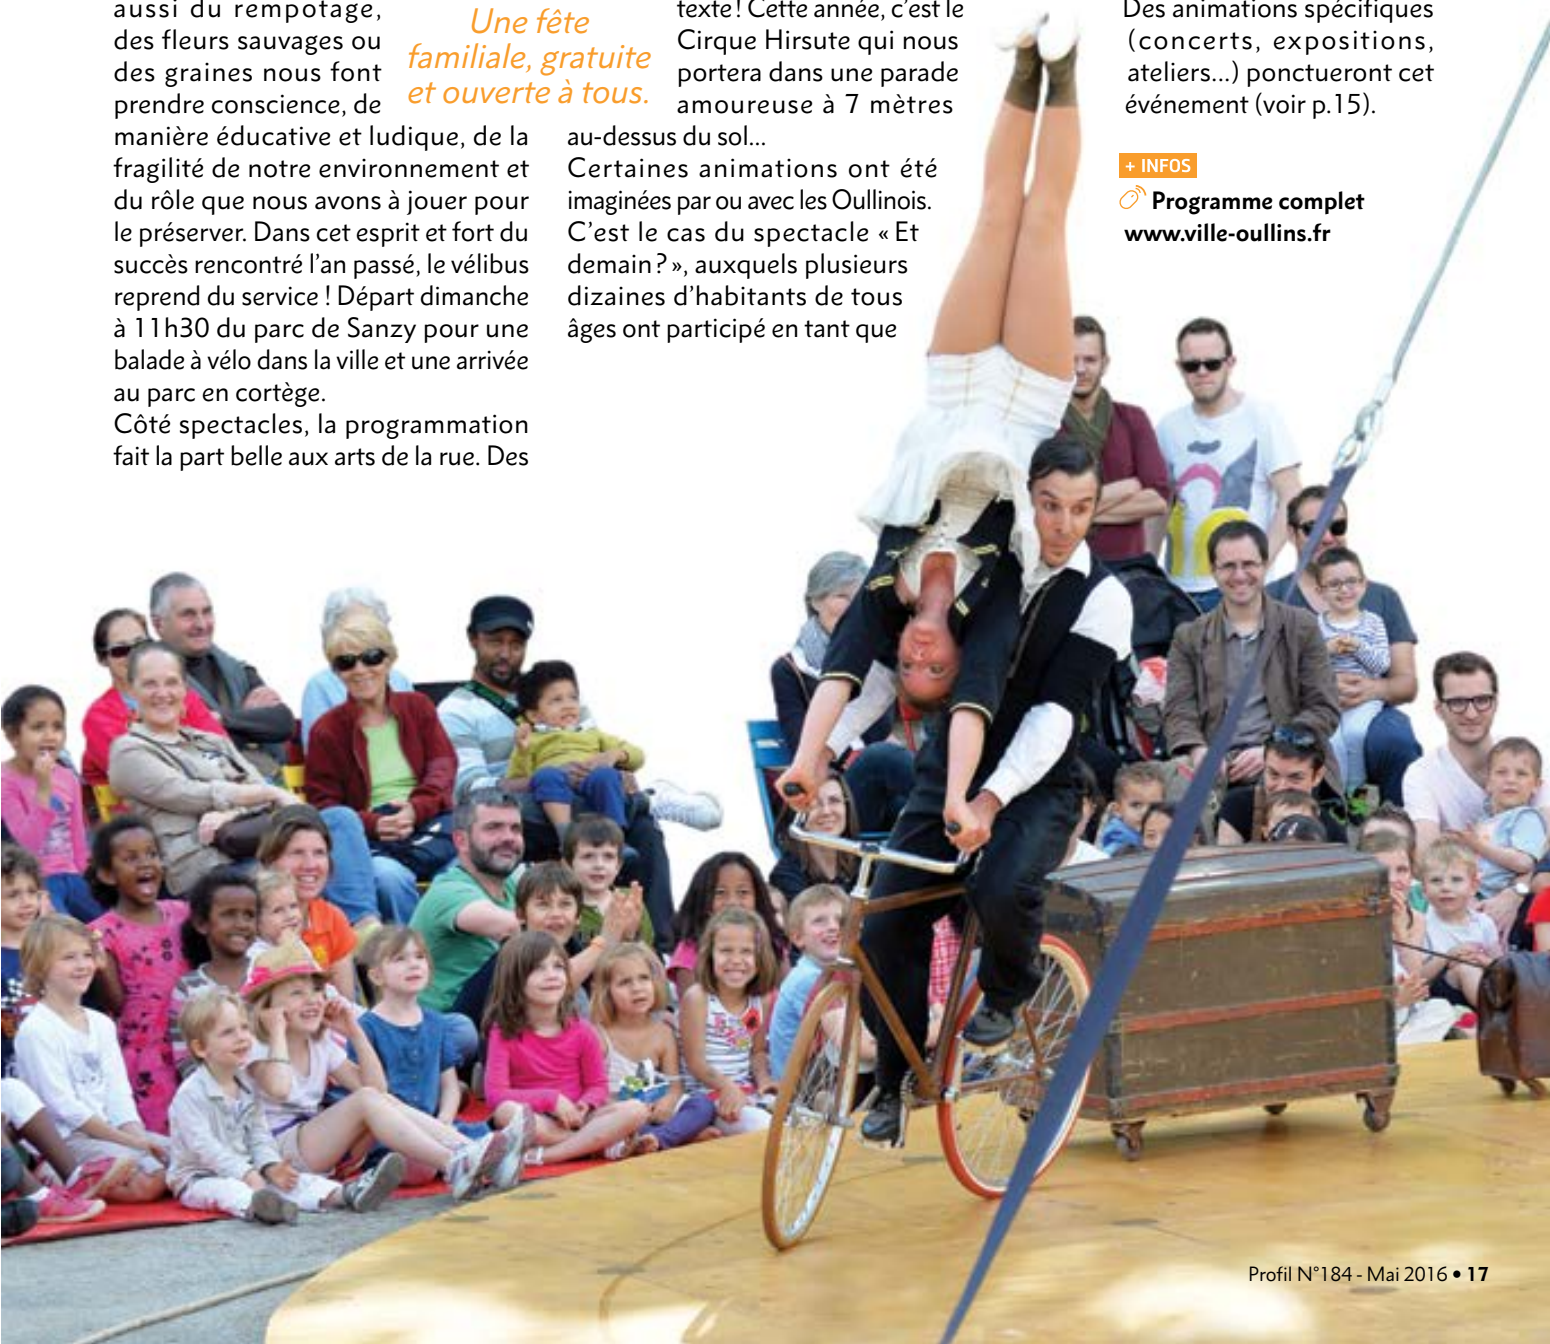 aussi du rempotage,
des fleurs sauvages ou
des graines nous font
prendre conscience, de
manière éducative et ludique, de la
fragilité de notre environnement et
du rôle que nous avons à jouer pour
le préserver. Dans cet esprit et fort du
succès rencontré l’an passé, le vélibus
reprend du service ! Départ dimanche
à 11h30 du parc de Sanzy pour une
balade à vélo dans la ville et une arrivée
au parc en cortège.
Côté spectacles, la programmation
fait la part belle aux arts de la rue. Des
Une fête
familiale, gratuite
et ouverte à tous.
texte ! Cette année, c’est le
Cirque Hirsute qui nous
portera dans une parade
amoureuse à 7 mètres
au-dessus du sol...
Certaines animations ont été
imaginées par ou avec les Oullinois.
C’est le cas du spectacle « Et
demain ? », auxquels plusieurs
dizaines d’habitants de tous
âges ont participé en tant que
Des animations spécifiques
(concerts, expositions,
ateliers...) ponctueront cet
événement (voir p.15).
+ INFOS
Programme complet
www.ville-oullins.fr
Profil N°184 - Mai 2016 • 17